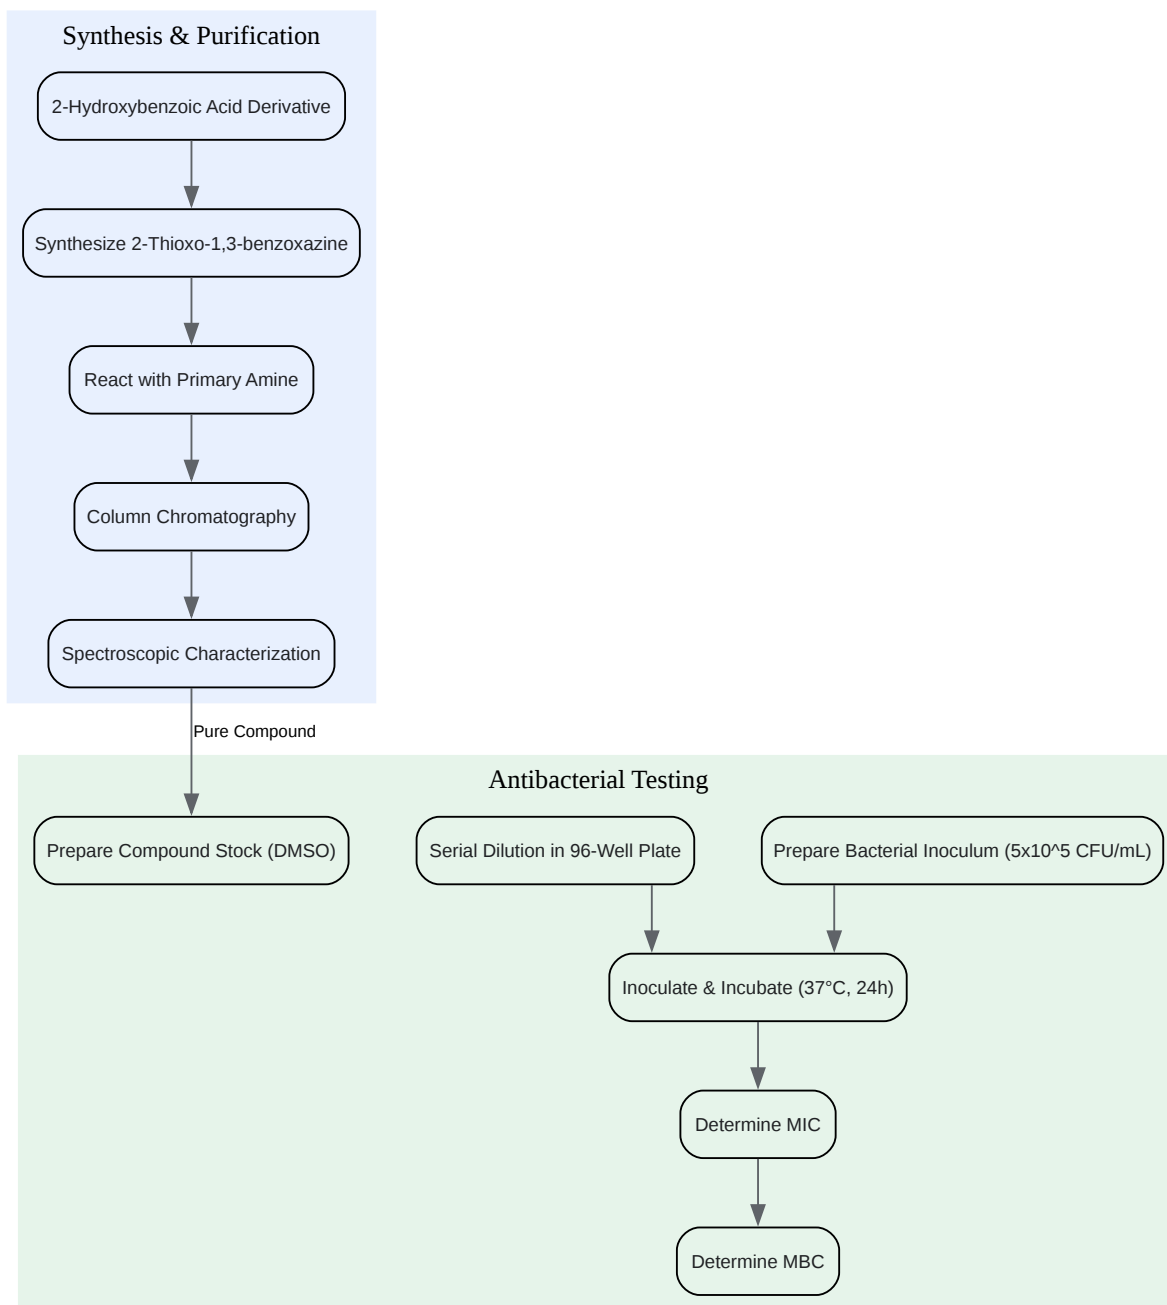 Synthesis & Purification
2-Hydroxybenzoic Acid Derivative
Synthesize 2-Thioxo-1,3-benzoxazine
React with Primary Amine
Column Chromatography
Spectroscopic Characterization
Pure Compound
Antibacterial Testing
Prepare Compound Stock (DMSO)
Serial Dilution in 96-Well Plate
Prepare Bacterial Inoculum (5x10^5 CFU/mL)
Inoculate & Incubate (37°C, 24h)
Determine MIC
Determine MBC